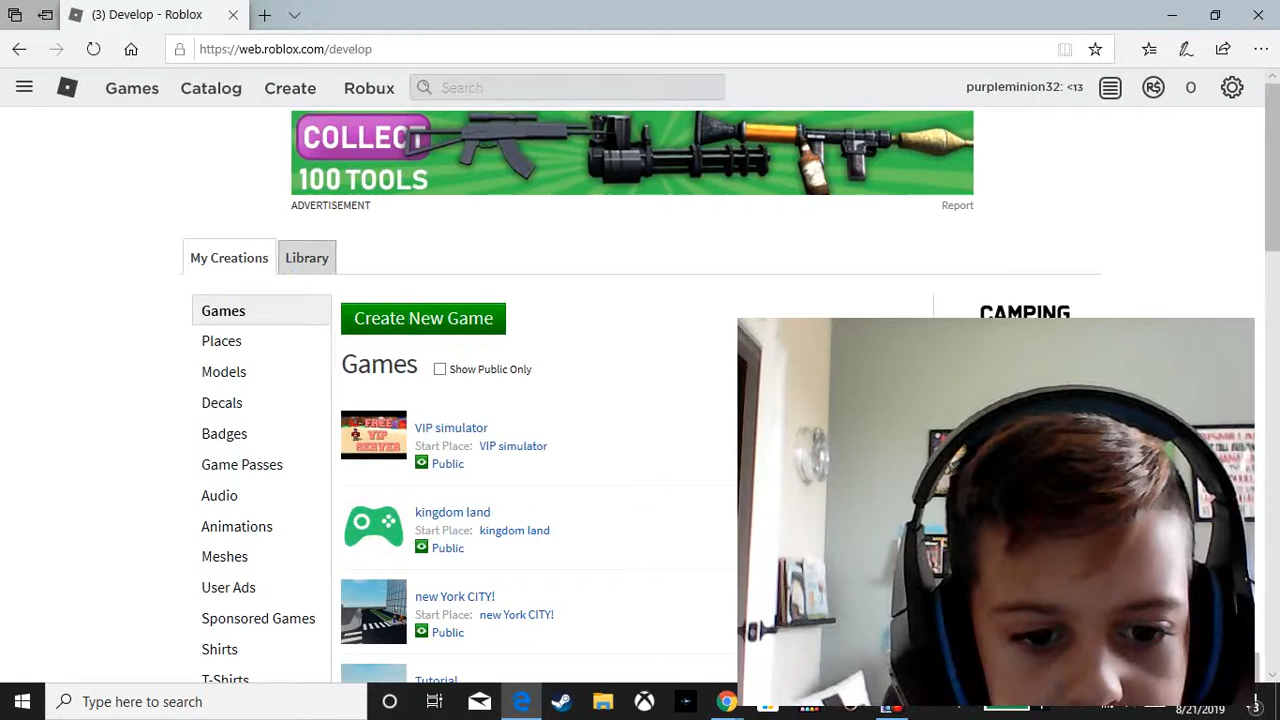 (3) Develop - Roblox
https://web.roblox.com/develop
Games Catalog Create Robux Search purpleminion32: <13 R$ 0
COLLECT
100 TOOLS
ADVERTISEMENT Report
My Creations Library
Games
Places
Models
Decals
Badges
Game Passes
Audio
Animations
Meshes
User Ads
Sponsored Games
Shirts
T-Shirts
Create New Game
Games Show Public Only
VIP simulator
Start Place: VIP simulator
Public
FREE
VIP
SERVER
kingdom land
Start Place: kingdom land
Public
new York CITY!
Start Place: new York CITY!
Public
Tutorial
CAMPING
Type here to search
8/21/2019